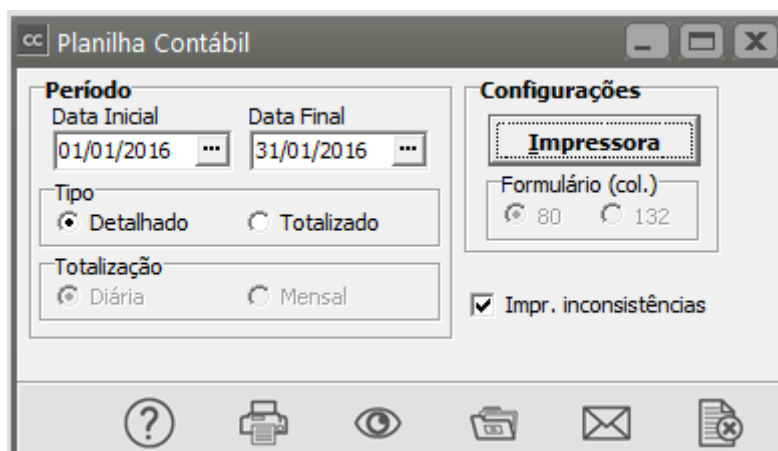 cc Planilha Contábil
Período
Data Inicial Data Final
01/01/2016 ... 31/01/2016 ...
Tipo
Detalhado Totalizado
Totalização
Diária Mensal
Configurações
Impressora
Formulário (col.)
80 132
Impr. inconsistências
?